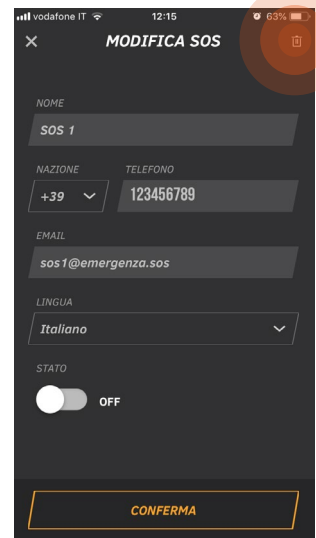 vodafone IT 12:15 63%
MODIFICA SOS
NOME
SOS 1
NAZIONE TELEFONO
+39 123456789
EMAIL
sos1@emergenza.sos
LINGUA
Italiano
STATO
OFF
CONFERMA